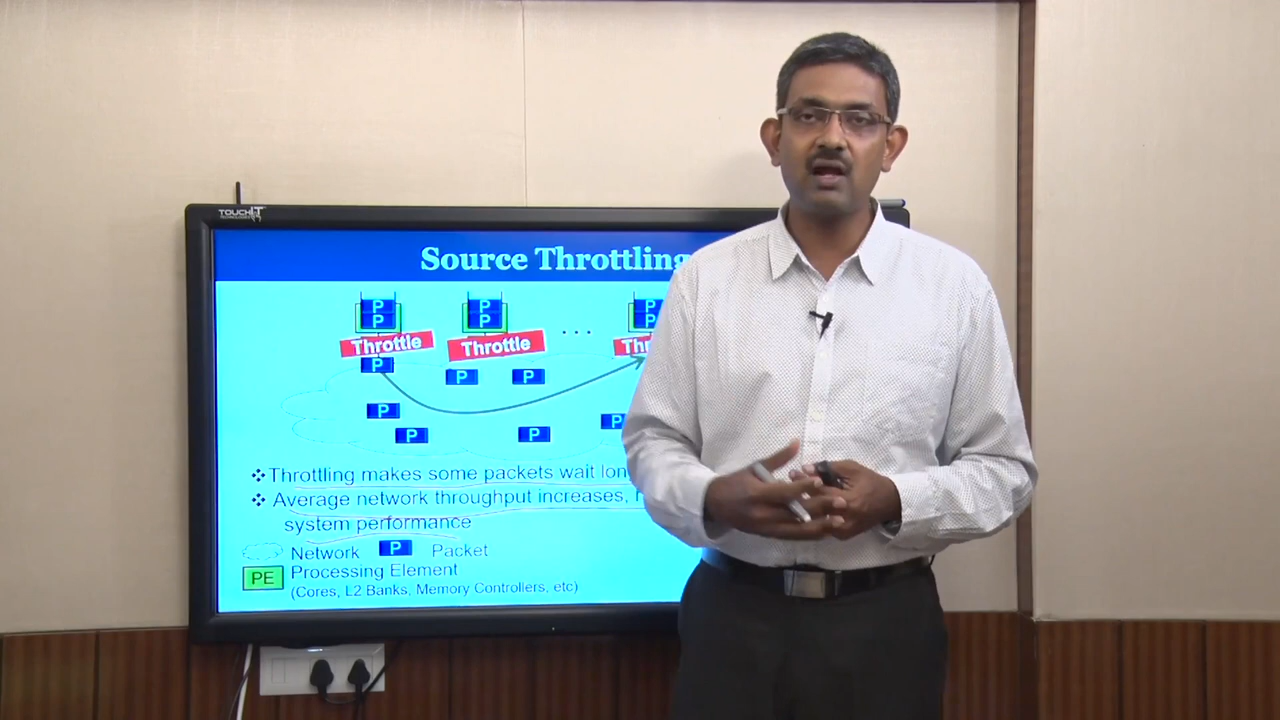 TOUCHIT
Source Throttling
P P P
P P P
...
Throttle Throttle
P
P P
P P
P P
❖Throttling makes some packets wait
❖ Average network throughput increases,
system performance
Network P Packet
PE Processing Element
(Cores, L2 Banks, Memory Controllers, etc)